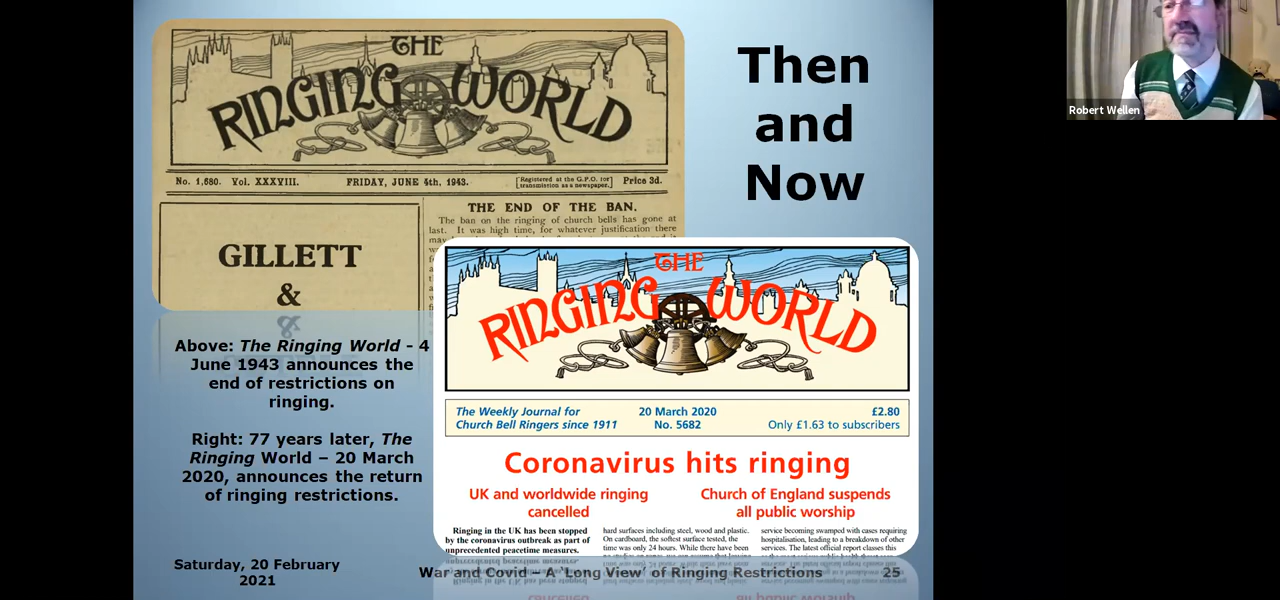 THE
RINGING WORLD
No. 1,680. Vol. XXXVIII. FRIDAY, JUNE 4th, 1943. [Registered at the G.P.O. for transmission as a newspaper.] Price 3d.
THE END OF THE BAN.
The ban on the ringing of church bells has gone at
last. It was high time, for whatever justification there
may
GILLETT
&
Then
and
Now
Robert Wellen
Above: The Ringing World - 4
June 1943 announces the
end of restrictions on
ringing.
Right: 77 years later, The
Ringing World – 20 March
2020, announces the return
of ringing restrictions.
THE
RINGING WORLD
The Weekly Journal for
Church Bell Ringers since 1911
20 March 2020
No. 5682
£2.80
Only £1.63 to subscribers
Coronavirus hits ringing
UK and worldwide ringing
cancelled
Church of England suspends
all public worship
Ringing in the UK has been stopped
by the coronavirus outbreak as part of
unprecedented peacetime measures.
hard surfaces including steel, wood and plastic.
On cardboard, the softest surface tested, the
time was only 24 hours. While there have been
service becoming swamped with cases requiring
hospitalisation, leading to a breakdown of other
services. The latest official report classes this
Saturday, 20 February
2021
War and Covid – A 'Long View' of Ringing Restrictions
25